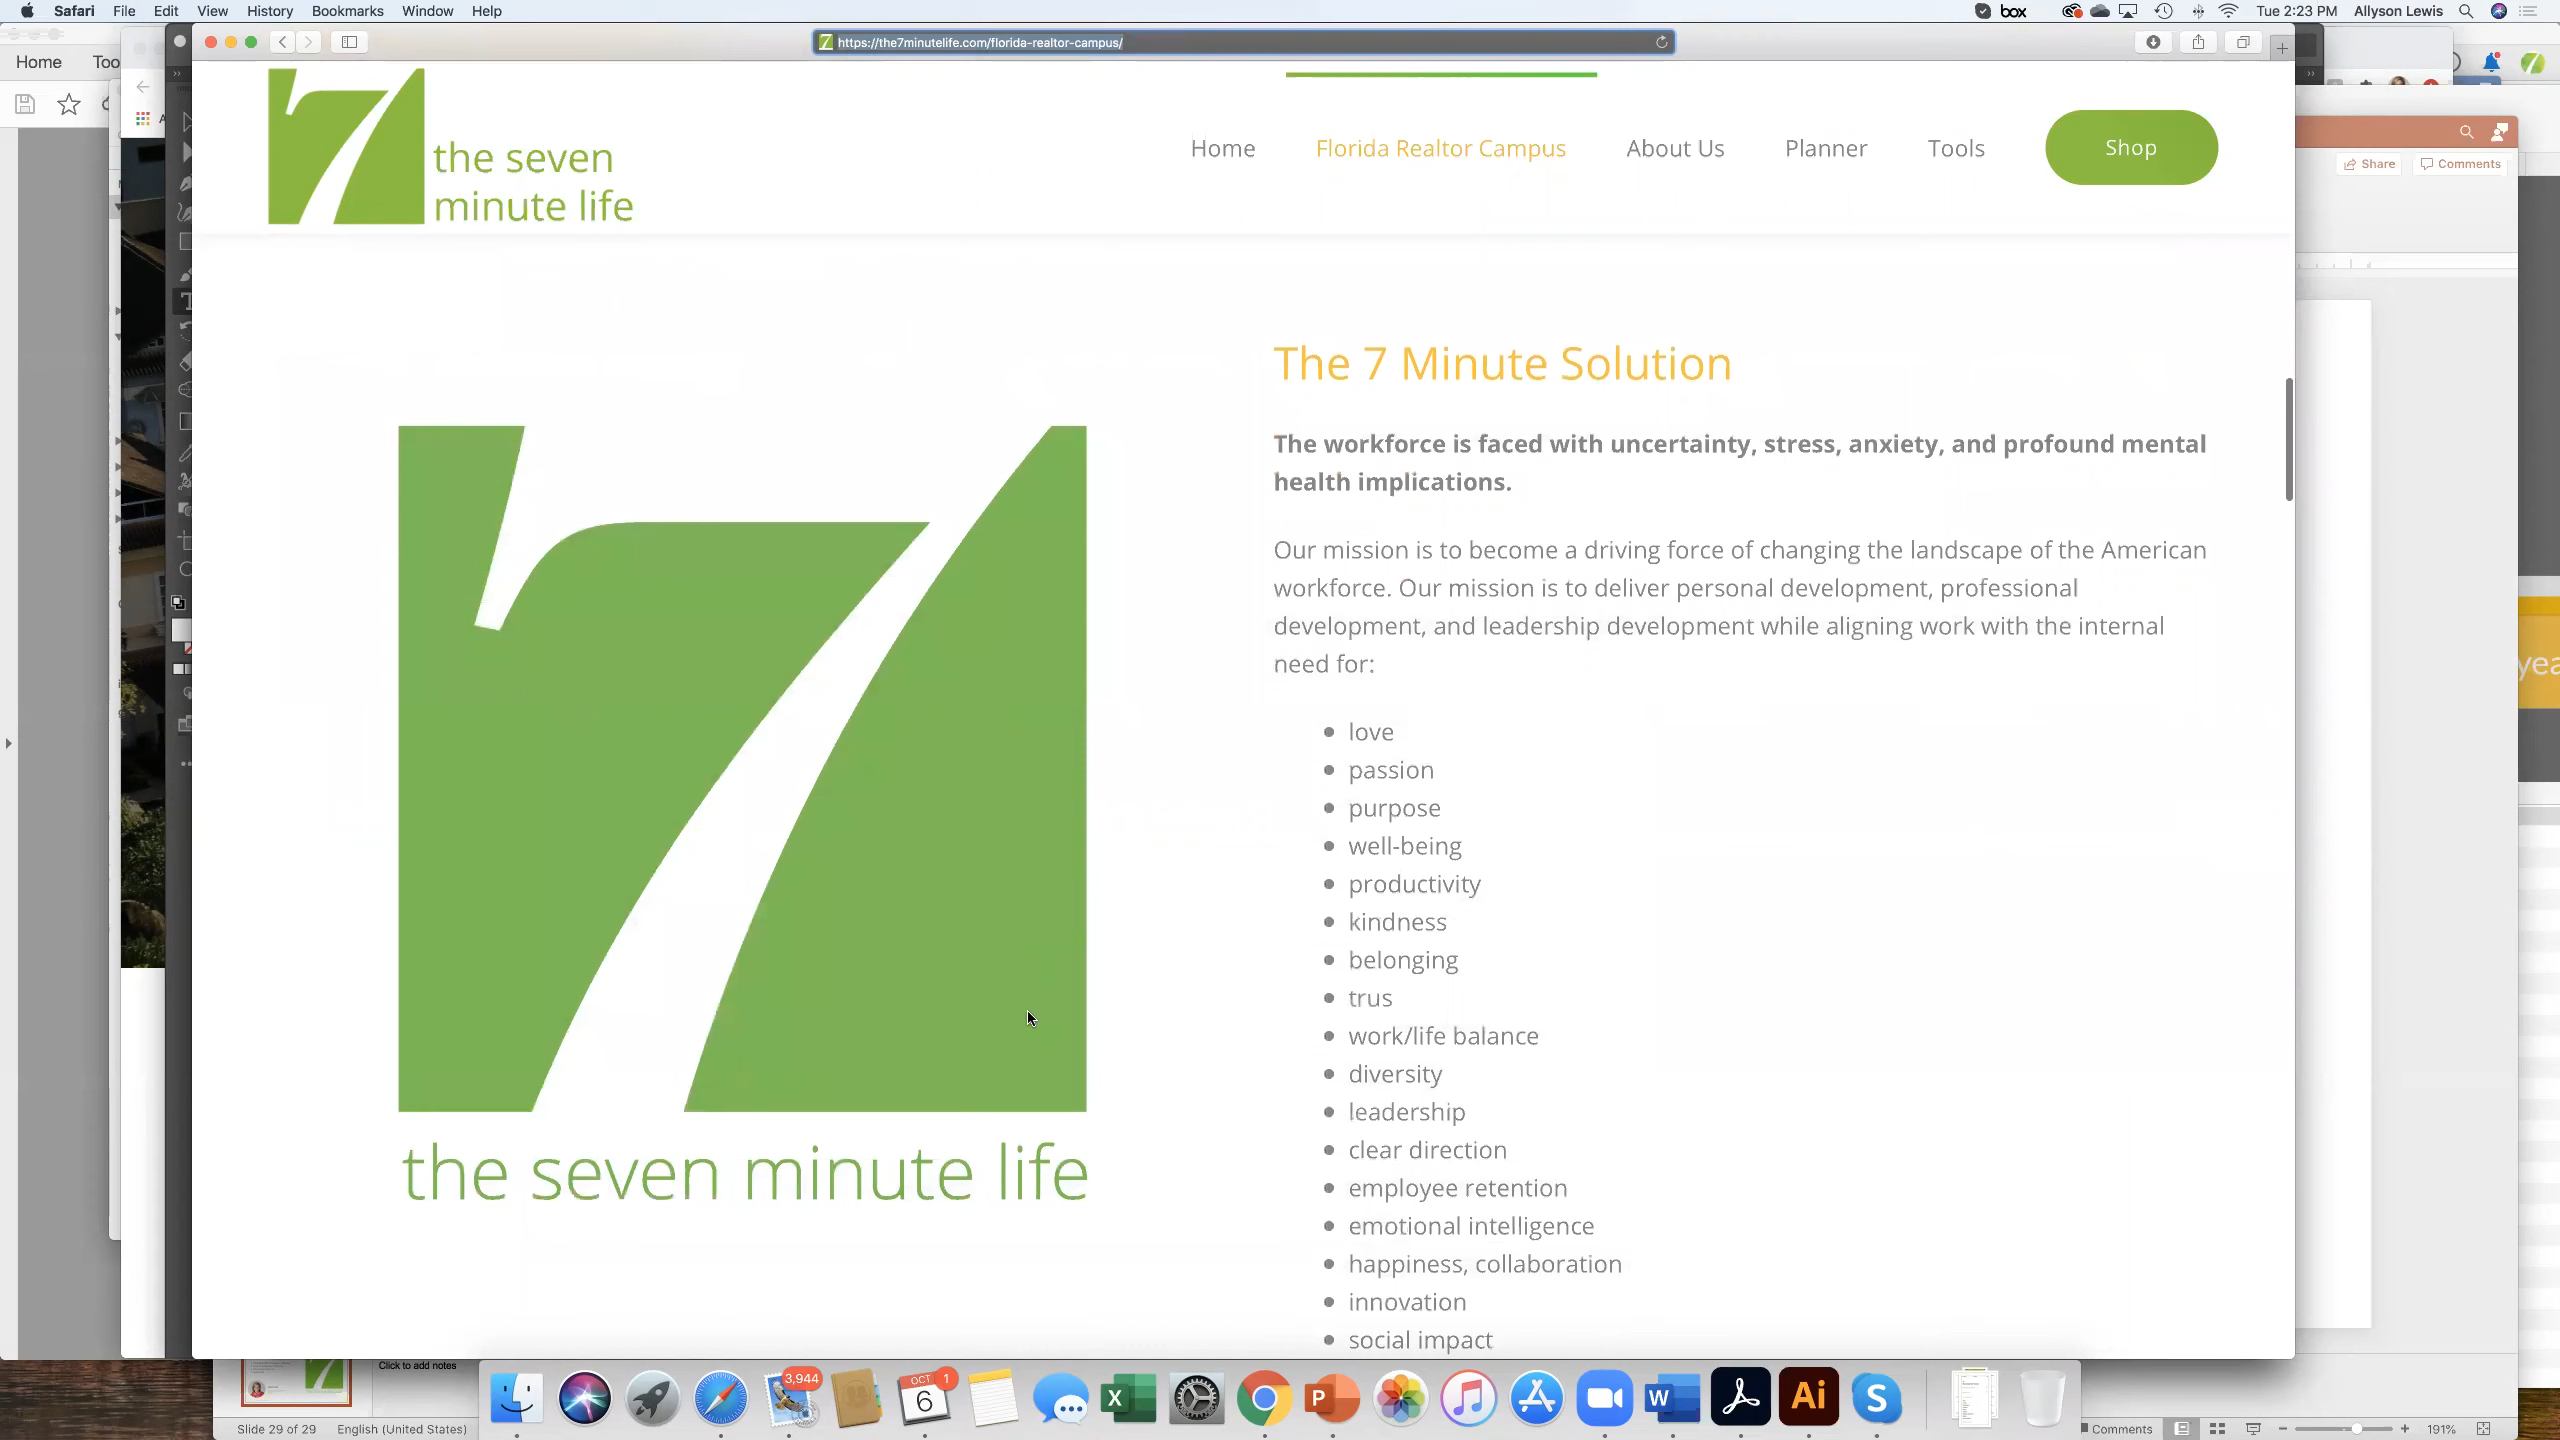 Safari File Edit View History Bookmarks Window Help
box
Tue 2:23 PM Allyson Lewis
https://the7minutelife.com/florida-realtor-campus/
Home
Share Comments
the seven
minute life
Home Florida Realtor Campus About Us Planner Tools Shop
The 7 Minute Solution
The workforce is faced with uncertainty, stress, anxiety, and profound mental
health implications.
Our mission is to become a driving force of changing the landscape of the American
workforce. Our mission is to deliver personal development, professional
development, and leadership development while aligning work with the internal
need for:
love
passion
purpose
well-being
productivity
kindness
belonging
trus
work/life balance
diversity
leadership
clear direction
employee retention
emotional intelligence
happiness, collaboration
innovation
social impact
the seven minute life
Click to add notes
3,944
OCT
6
1
Slide 29 of 29 English (United States)
Comments
191%